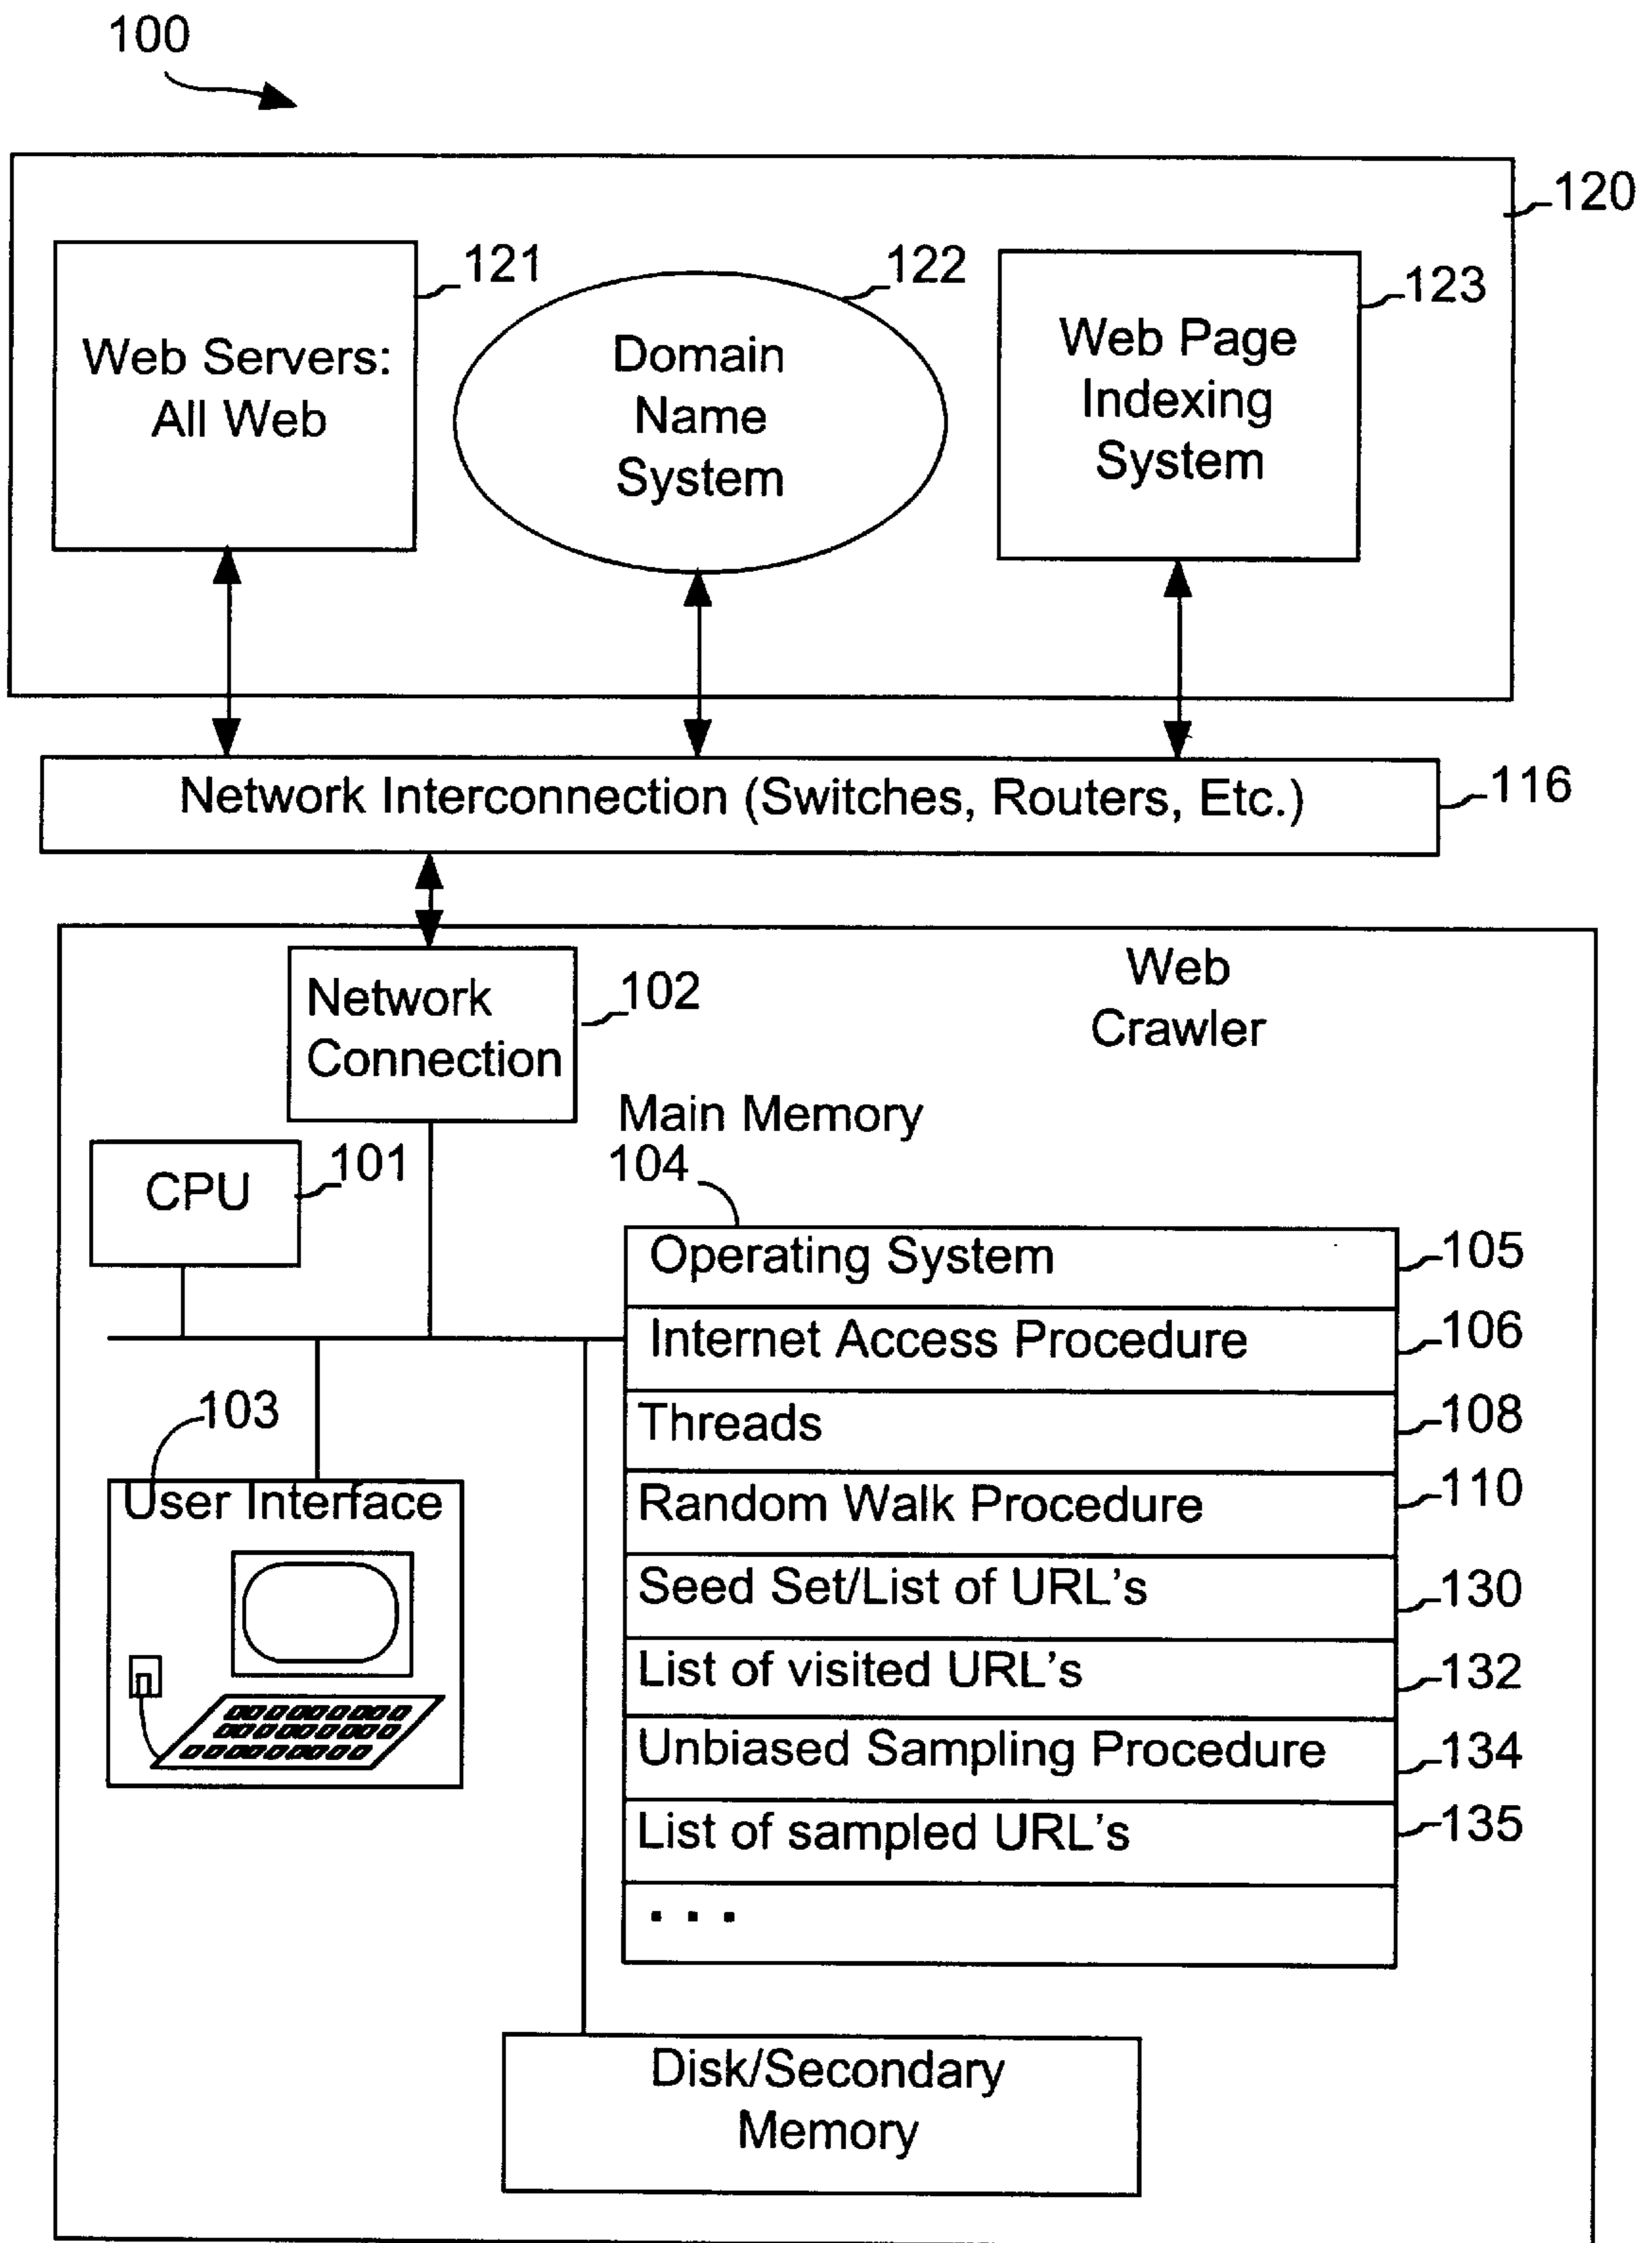 100
120
121
122
123
Web Servers:
All Web
Domain
Name
System
Web Page
Indexing
System
Network Interconnection (Switches, Routers, Etc.)
116
Network
Connection
102
Web
Crawler
Main Memory
104
CPU
101
Operating System
105
Internet Access Procedure
106
Threads
108
Random Walk Procedure
110
Seed Set/List of URL's
130
List of visited URL's
132
Unbiased Sampling Procedure
134
List of sampled URL's
135
. . .
103
User Interface
Disk/Secondary
Memory